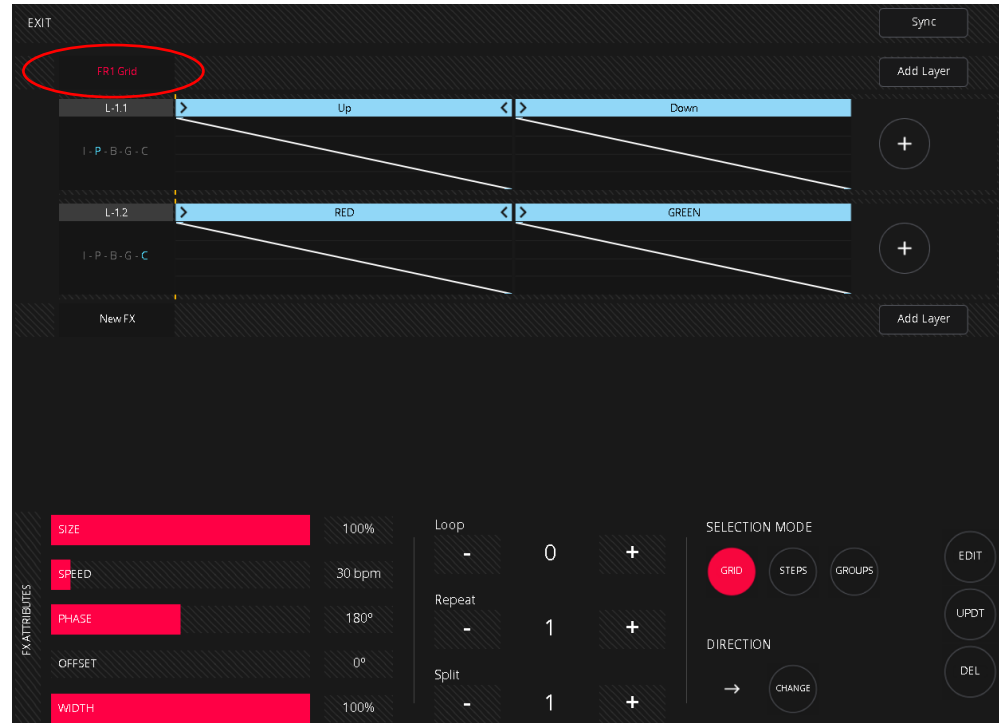 EXIT
Sync
FR1 Grid
Add Layer
L-1.1
> Up < > Down
I - P - B - G - C
+
L-1.2
> RED < > GREEN
I - P - B - G - C
+
New FX
Add Layer
FX ATTRIBUTES
SIZE 100%
SPEED 30 bpm
PHASE 180º
OFFSET 0º
WIDTH 100%
Loop
- 0 +
Repeat
- 1 +
Split
- 1 +
SELECTION MODE
GRID STEPS GROUPS
DIRECTION
→ CHANGE
EDIT
UPDT
DEL